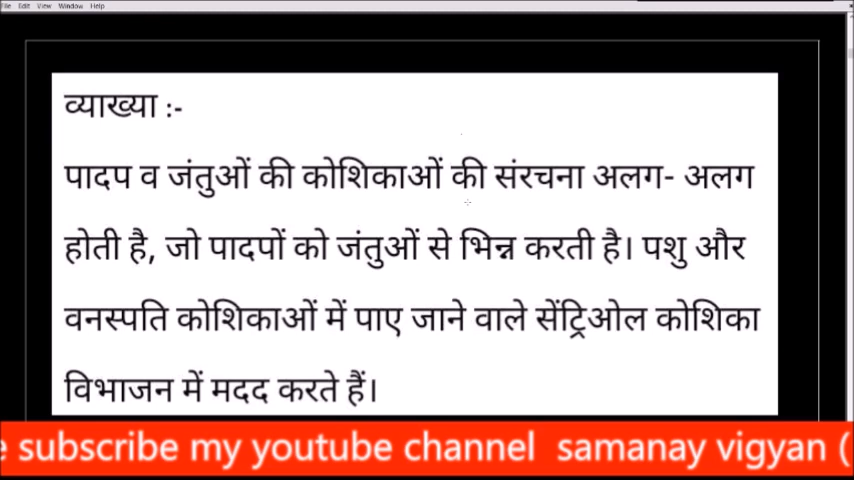 File Edit View Window Help
व्याख्या :-
पादप व जंतुओं की कोशिकाओं की संरचना अलग- अलग
होती है, जो पादपों को जंतुओं से भिन्न करती है। पशु और
वनस्पति कोशिकाओं में पाए जाने वाले सेंट्रिओल कोशिका
विभाजन में मदद करते हैं।
e subscribe my youtube channel samanay vigyan (